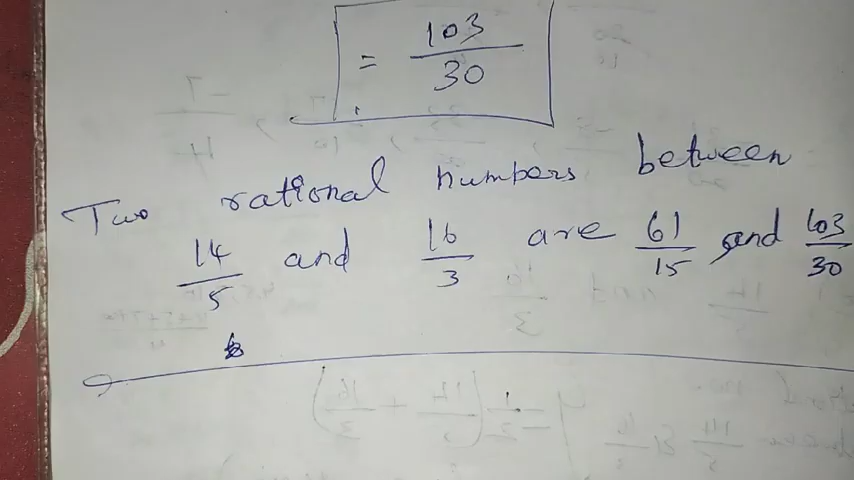 = 103/30
Two rational numbers between
14/5 and 16/3 are 61/15 and 103/30